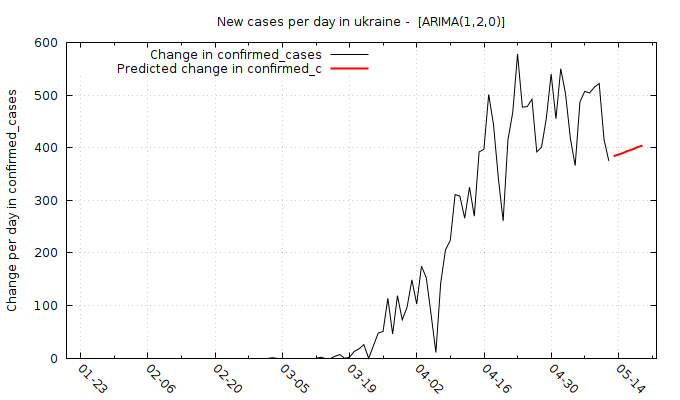 New cases per day in ukraine -  [ARIMA(1,2,0)]
Change in confirmed_cases
Predicted change in confirmed_c
Change per day in confirmed_cases
600
500
400
300
200
100
0
01-23 02-06 02-20 03-05 03-19 04-02 04-16 04-30 05-14